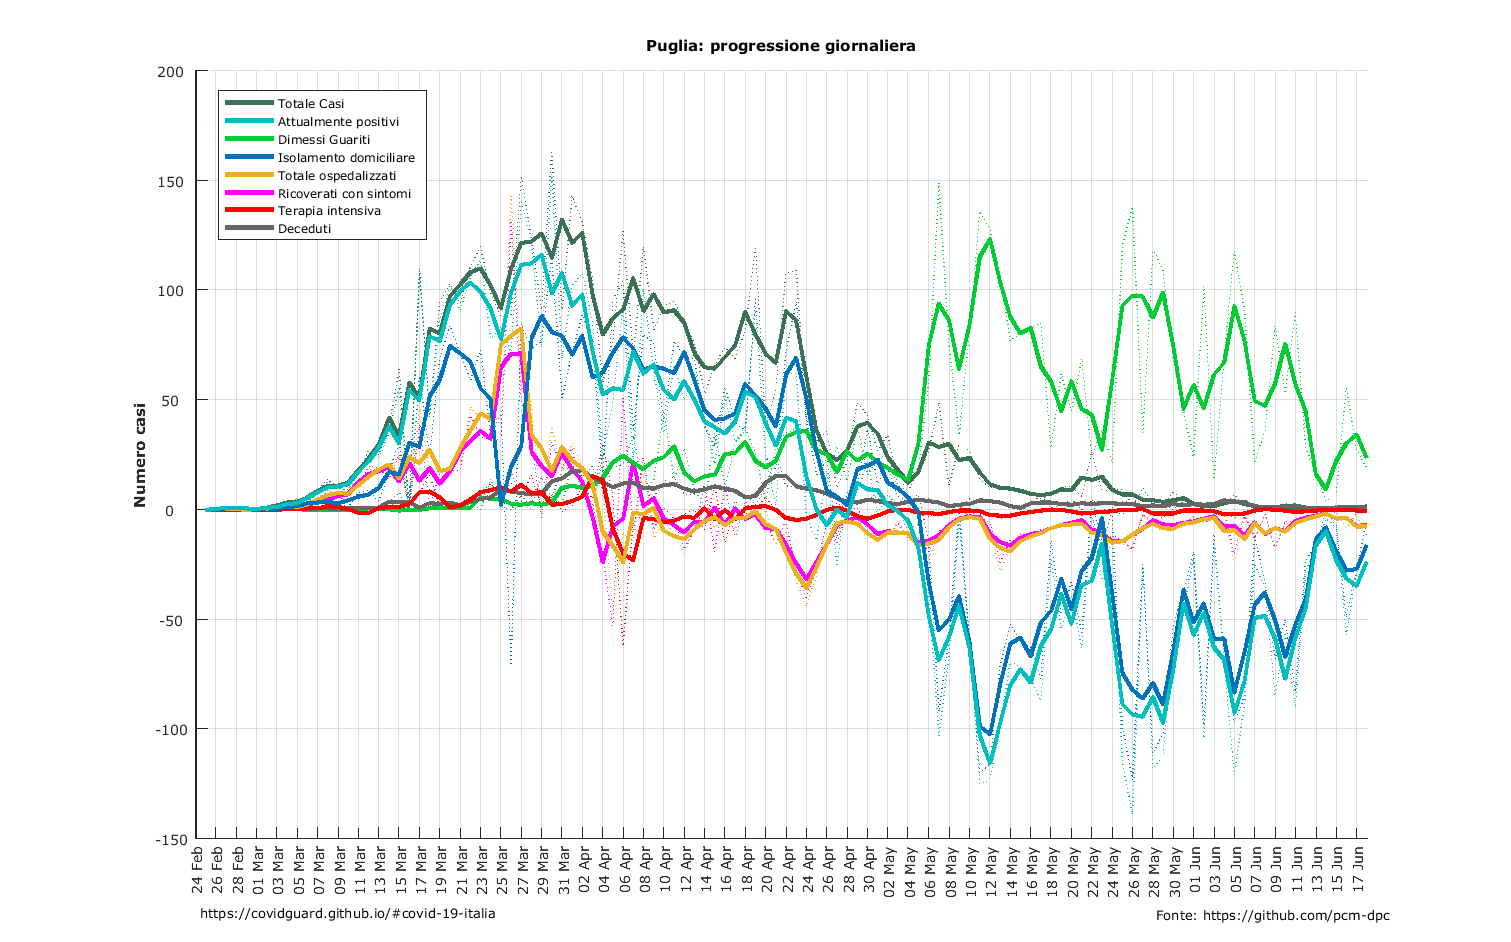 Puglia: progressione giornaliera
200
150
100
50
0
-50
-100
-150
Numero casi
Totale Casi
Attualmente positivi
Dimessi Guariti
Isolamento domiciliare
Totale ospedalizzati
Ricoverati con sintomi
Terapia intensiva
Deceduti
24 Feb
26 Feb
28 Feb
01 Mar
03 Mar
05 Mar
07 Mar
09 Mar
11 Mar
13 Mar
15 Mar
17 Mar
19 Mar
21 Mar
23 Mar
25 Mar
27 Mar
29 Mar
31 Mar
02 Apr
04 Apr
06 Apr
08 Apr
10 Apr
12 Apr
14 Apr
16 Apr
18 Apr
20 Apr
22 Apr
24 Apr
26 Apr
28 Apr
30 Apr
02 May
04 May
06 May
08 May
10 May
12 May
14 May
16 May
18 May
20 May
22 May
24 May
26 May
28 May
30 May
01 Jun
03 Jun
05 Jun
07 Jun
09 Jun
11 Jun
13 Jun
15 Jun
17 Jun
https://covidguard.github.io/#covid-19-italia
Fonte: https://github.com/pcm-dpc